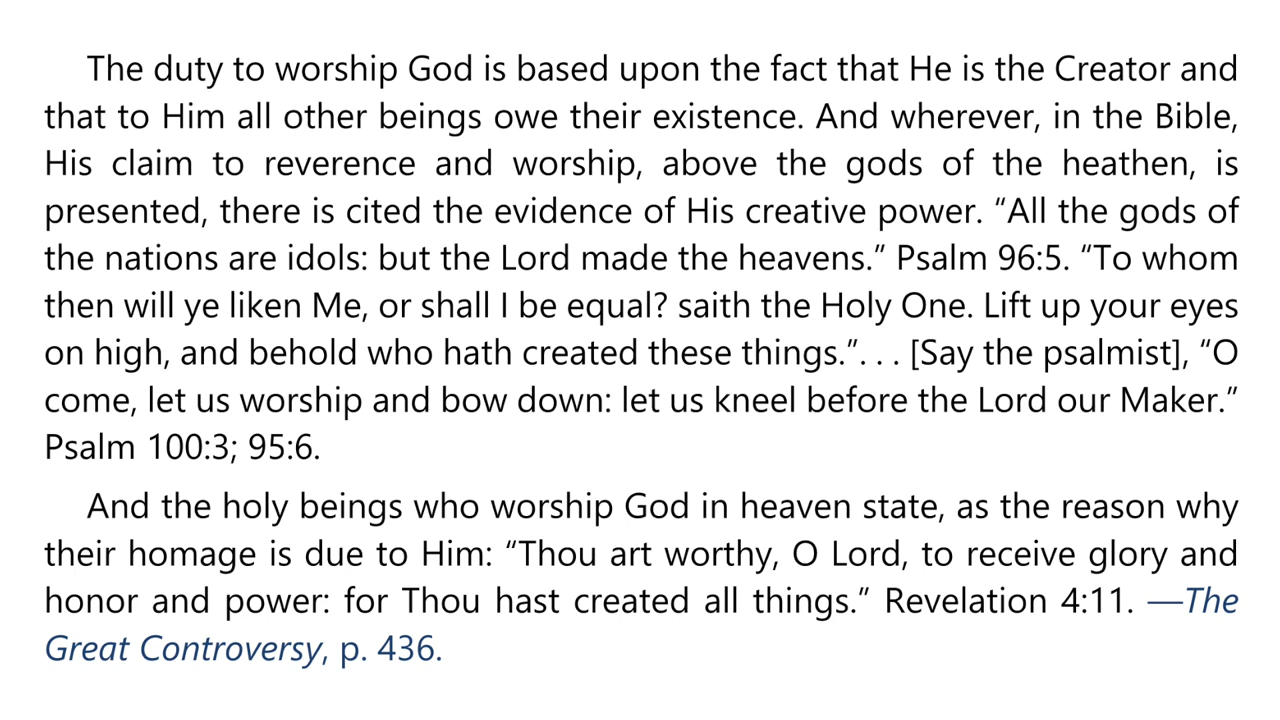 The duty to worship God is based upon the fact that He is the Creator and
that to Him all other beings owe their existence. And wherever, in the Bible,
His claim to reverence and worship, above the gods of the heathen, is
presented, there is cited the evidence of His creative power. “All the gods of
the nations are idols: but the Lord made the heavens.” Psalm 96:5. “To whom
then will ye liken Me, or shall I be equal? saith the Holy One. Lift up your eyes
on high, and behold who hath created these things.”. . . [Say the psalmist], “O
come, let us worship and bow down: let us kneel before the Lord our Maker.”
Psalm 100:3; 95:6.
And the holy beings who worship God in heaven state, as the reason why
their homage is due to Him: “Thou art worthy, O Lord, to receive glory and
honor and power: for Thou hast created all things.” Revelation 4:11. —The
Great Controversy, p. 436.